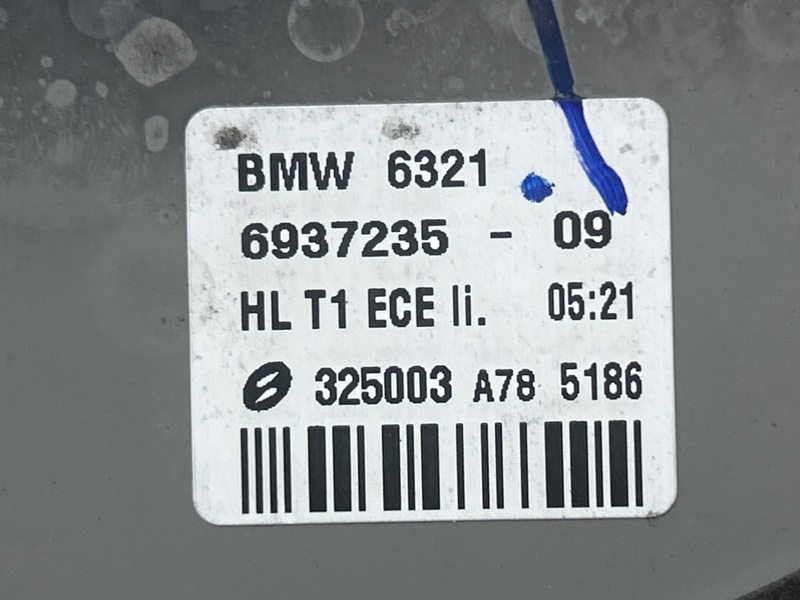 BMW 6321
6937235 - 09
HL T1 ECE li. 05:21
325003 A78 5186